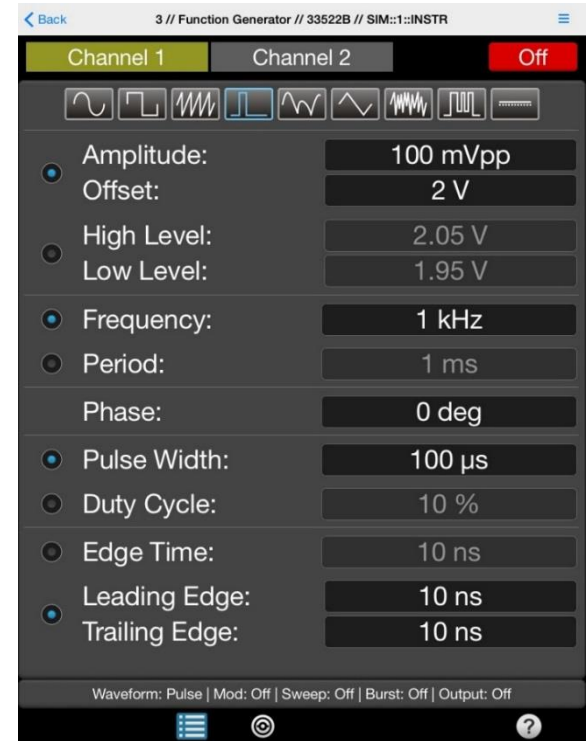 Back 3 // Function Generator // 33522B // SIM::1::INSTR
Channel 1 Channel 2 Off
Amplitude: 100 mVpp
Offset: 2 V
High Level: 2.05 V
Low Level: 1.95 V
Frequency: 1 kHz
Period: 1 ms
Phase: 0 deg
Pulse Width: 100 µs
Duty Cycle: 10 %
Edge Time: 10 ns
Leading Edge: 10 ns
Trailing Edge: 10 ns
Waveform: Pulse | Mod: Off | Sweep: Off | Burst: Off | Output: Off
?